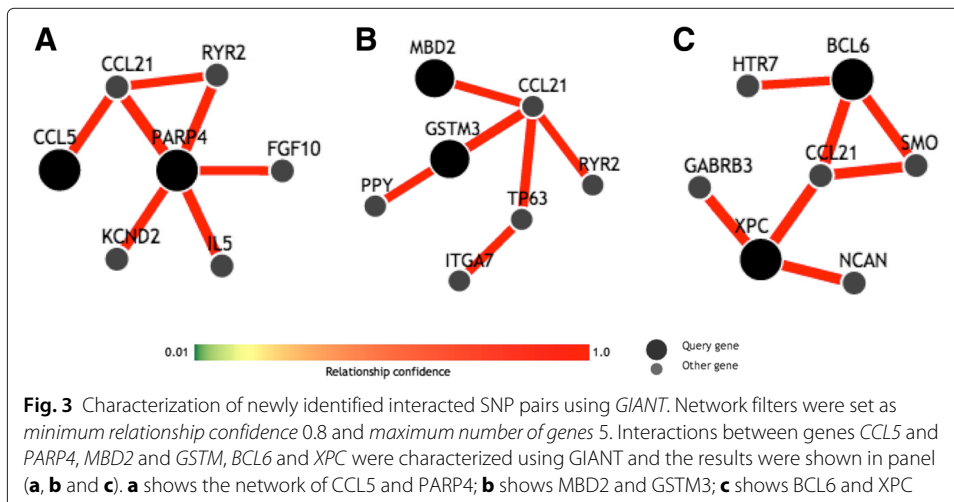 A
B
C
CCL21
RYR2
CCL5
PARP4
FGF10
KCND2
IL5
MBD2
CCL21
GSTM3
PPY
TP63
RYR2
ITGA7
BCL6
HTR7
CCL21
SMO
GABRB3
XPC
NCAN
0.01
1.0
Relationship confidence
Query gene
Other gene
Fig. 3 Characterization of newly identified interacted SNP pairs using GIANT. Network filters were set as
minimum relationship confidence 0.8 and maximum number of genes 5. Interactions between genes CCL5 and
PARP4, MBD2 and GSTM, BCL6 and XPC were characterized using GIANT and the results were shown in panel
(a, b and c). a shows the network of CCL5 and PARP4; b shows MBD2 and GSTM3; c shows BCL6 and XPC